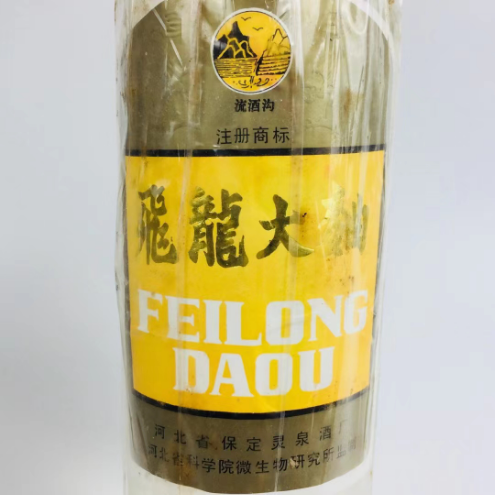 流酒沟
注册商标
飛龍大
FEILONG
DAOU
河北省保定灵泉酒厂
河北省科学院微生物研究所监制